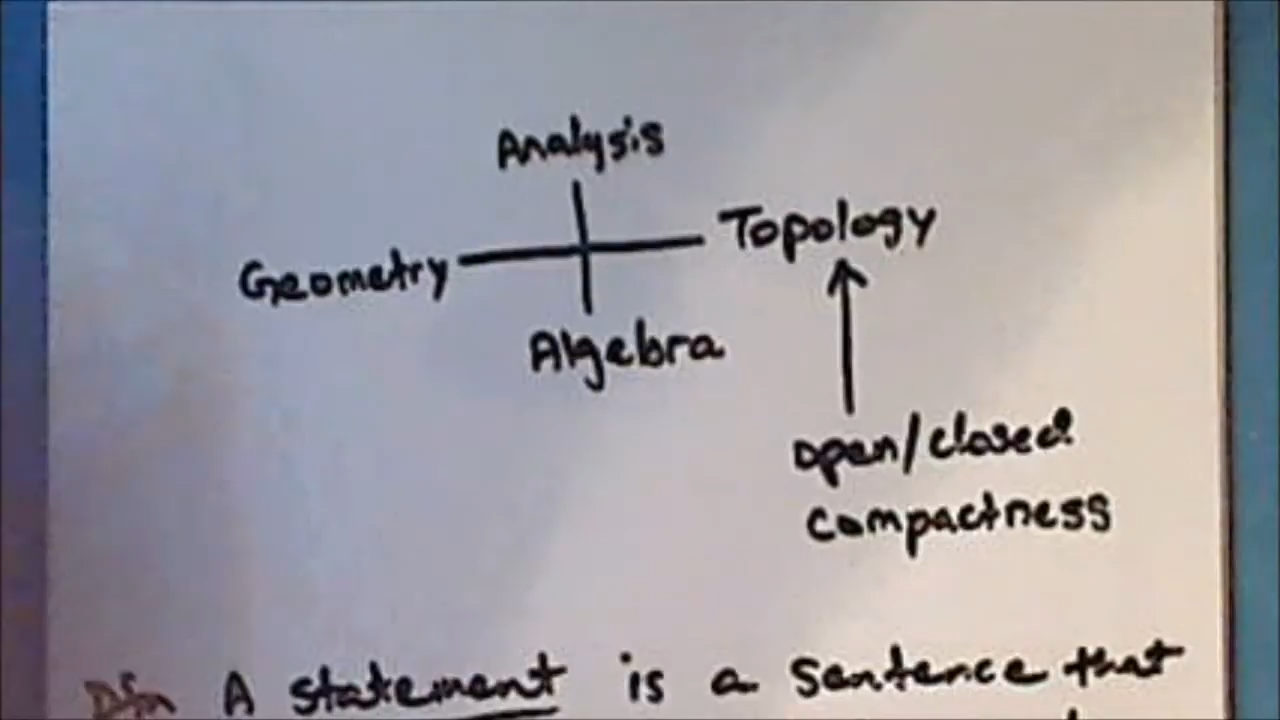 Analysis
Topology
Geometry
Algebra
open/closed
compactness
Dfn A statement is a sentence that